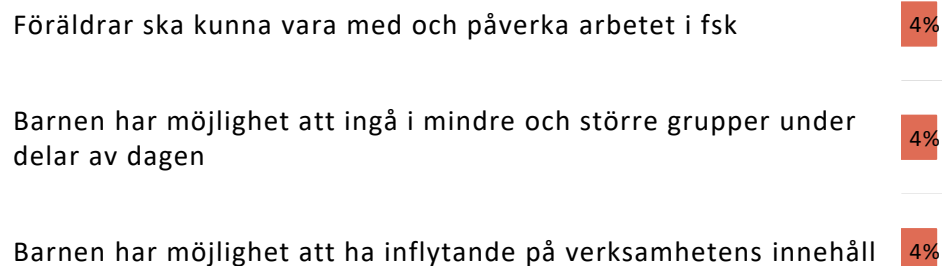 Föräldrar ska kunna vara med och påverka arbetet i fsk 4%
Barnen har möjlighet att ingå i mindre och större grupper under
delar av dagen 4%
Barnen har möjlighet att ha inflytande på verksamhetens innehåll 4%